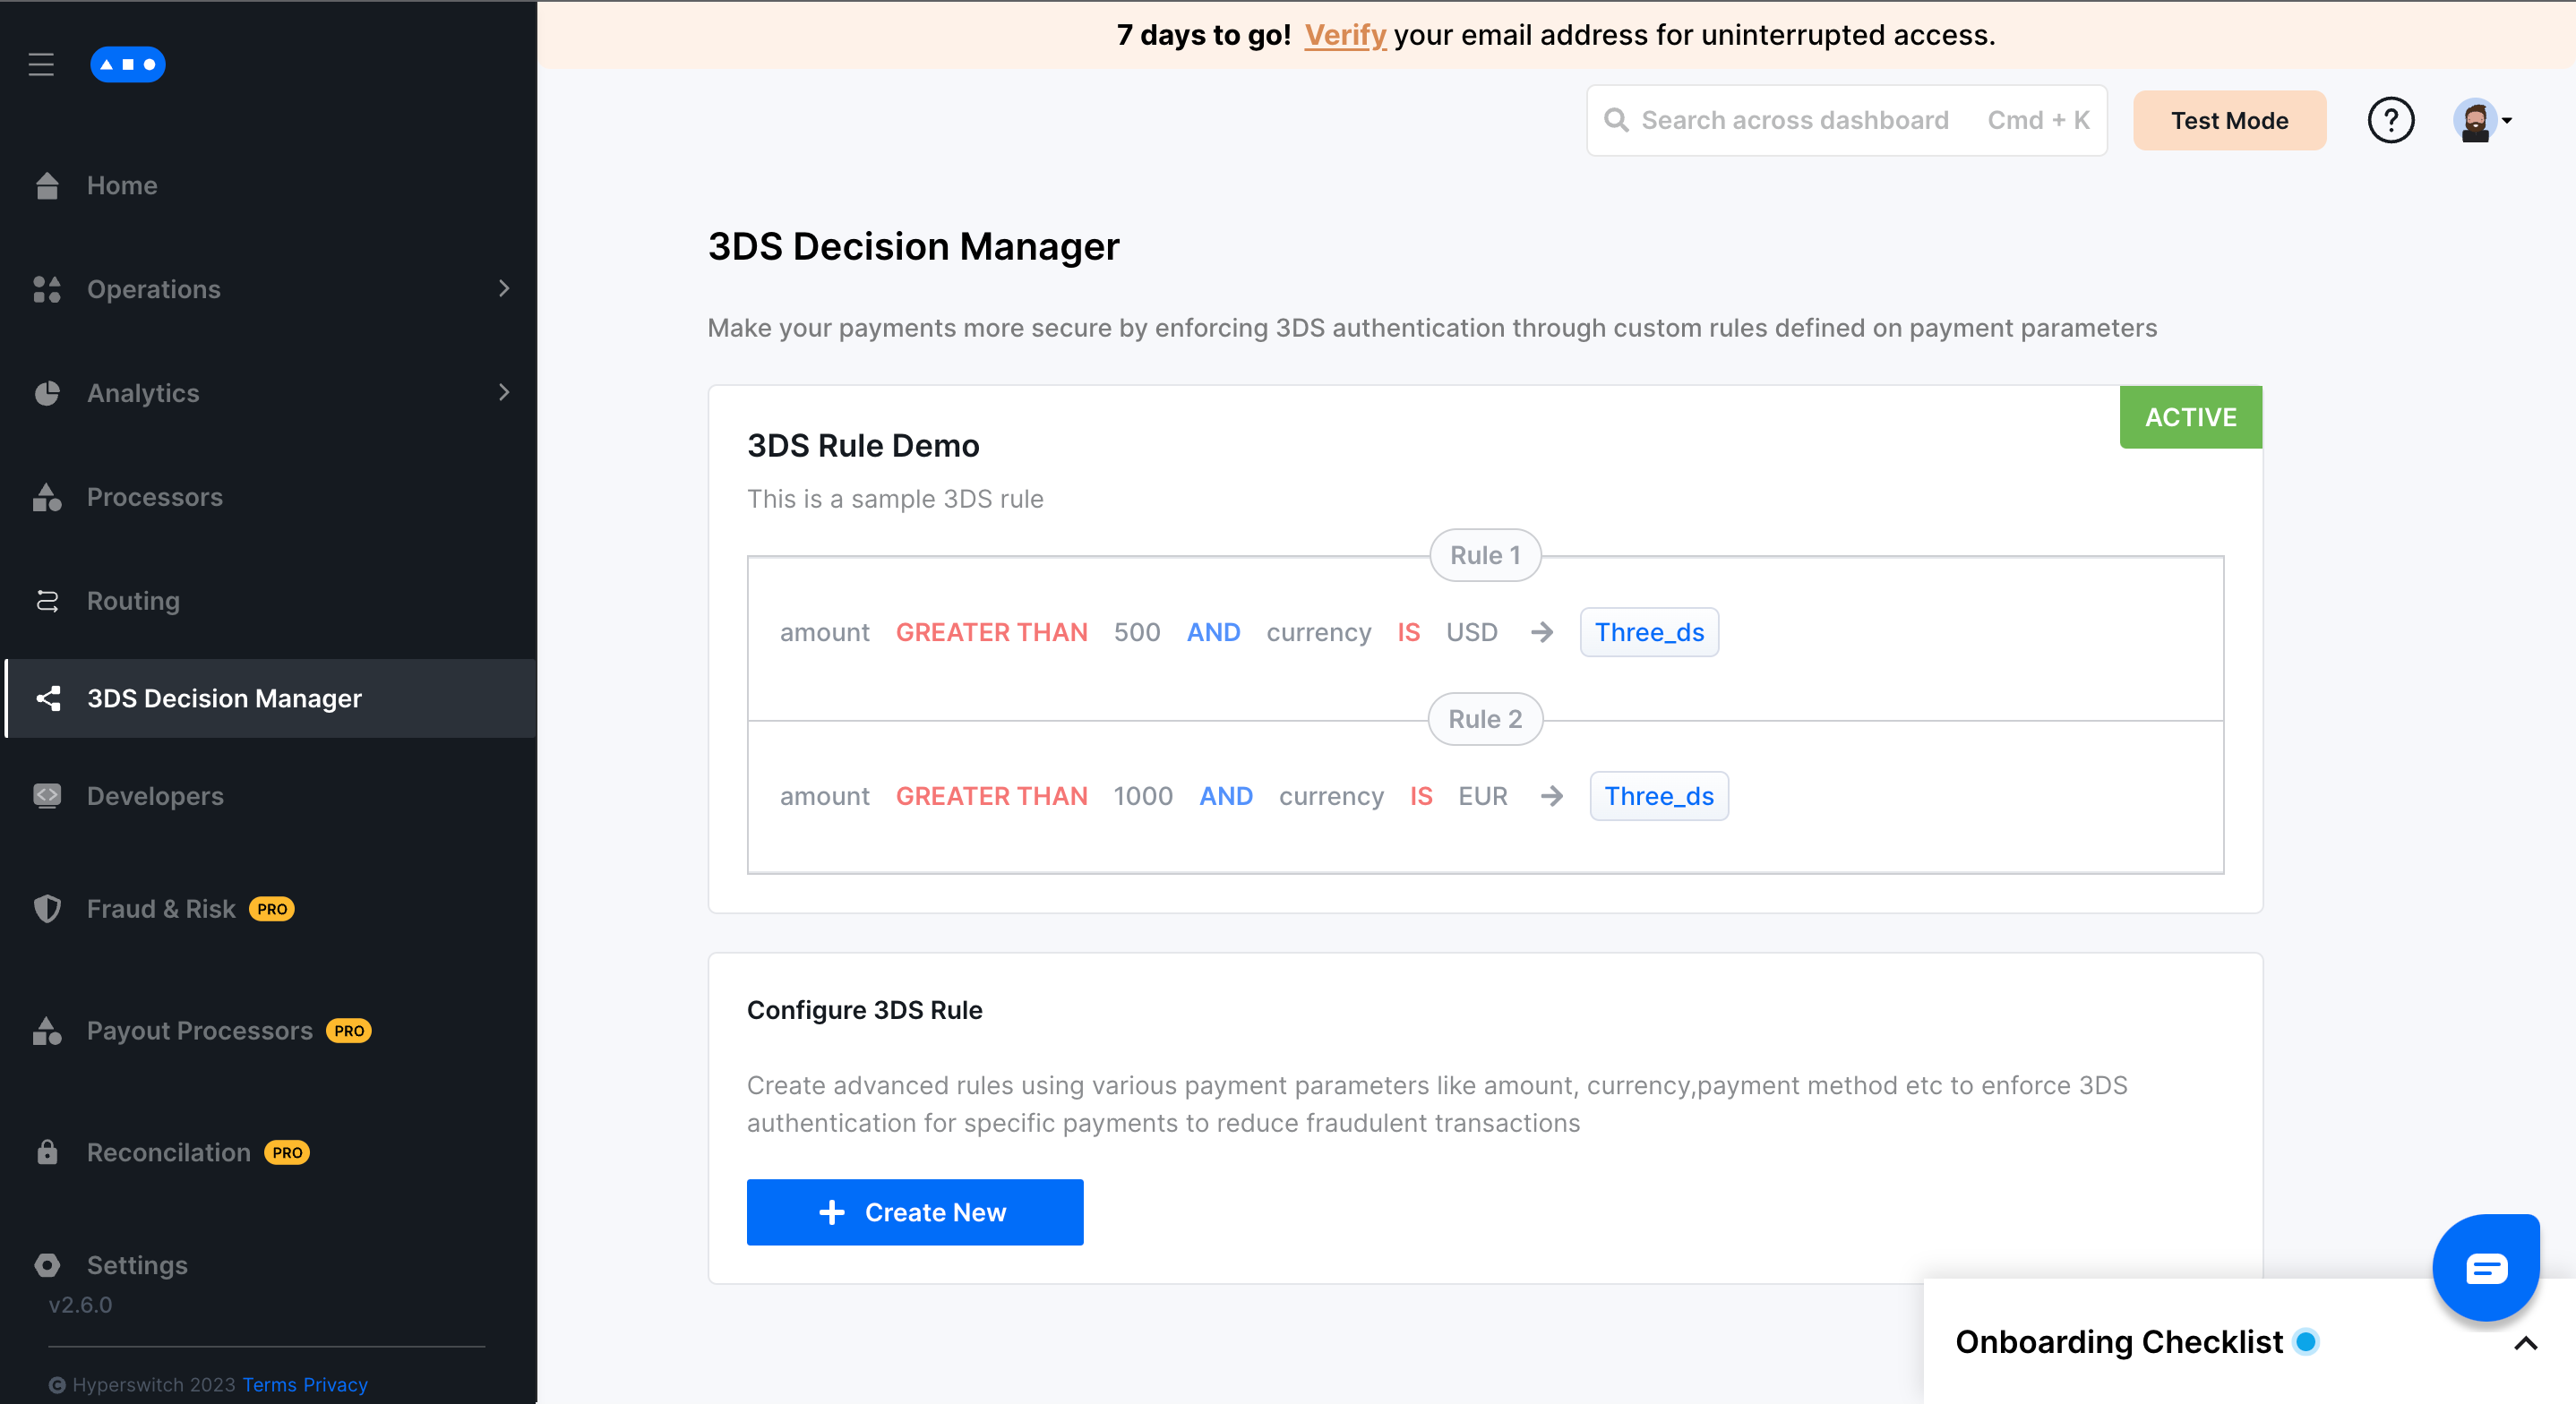 7 days to go! Verify your email address for uninterrupted access.
Search across dashboard Cmd + K
Test Mode
?
Home
Operations
Analytics
Processors
Routing
3DS Decision Manager
Developers
Fraud & Risk PRO
Payout Processors PRO
Reconcilation PRO
Settings
v2.6.0
© Hyperswitch 2023 Terms Privacy
3DS Decision Manager
Make your payments more secure by enforcing 3DS authentication through custom rules defined on payment parameters
ACTIVE
3DS Rule Demo
This is a sample 3DS rule
Rule 1
amount GREATER THAN 500 AND currency IS USD → Three_ds
Rule 2
amount GREATER THAN 1000 AND currency IS EUR → Three_ds
Configure 3DS Rule
Create advanced rules using various payment parameters like amount, currency,payment method etc to enforce 3DS
authentication for specific payments to reduce fraudulent transactions
+ Create New
Onboarding Checklist